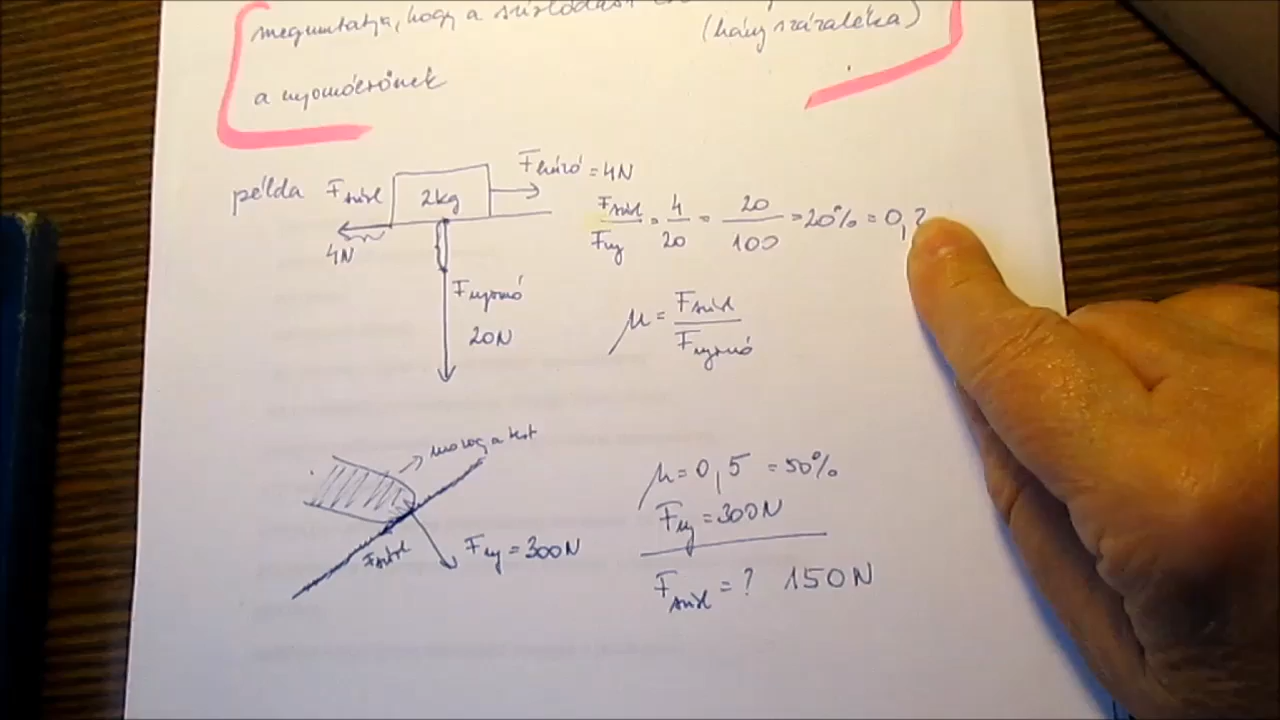 megmutatja, hogy a súrlódási
(hány százaléka)
a nyomóerőnek
példa Fsúrl 2kg Fhúzó = 4N
4N
Fnyomó
20N
Fsúrl/Fny = 4/20 = 20/100 = 20% = 0,2
μ = Fsúrl/Fnyomó
mozog a test
Fsúrl
Fny = 300N
μ = 0,5 = 50%
Fny = 300N
Fsúrl = ? 150N